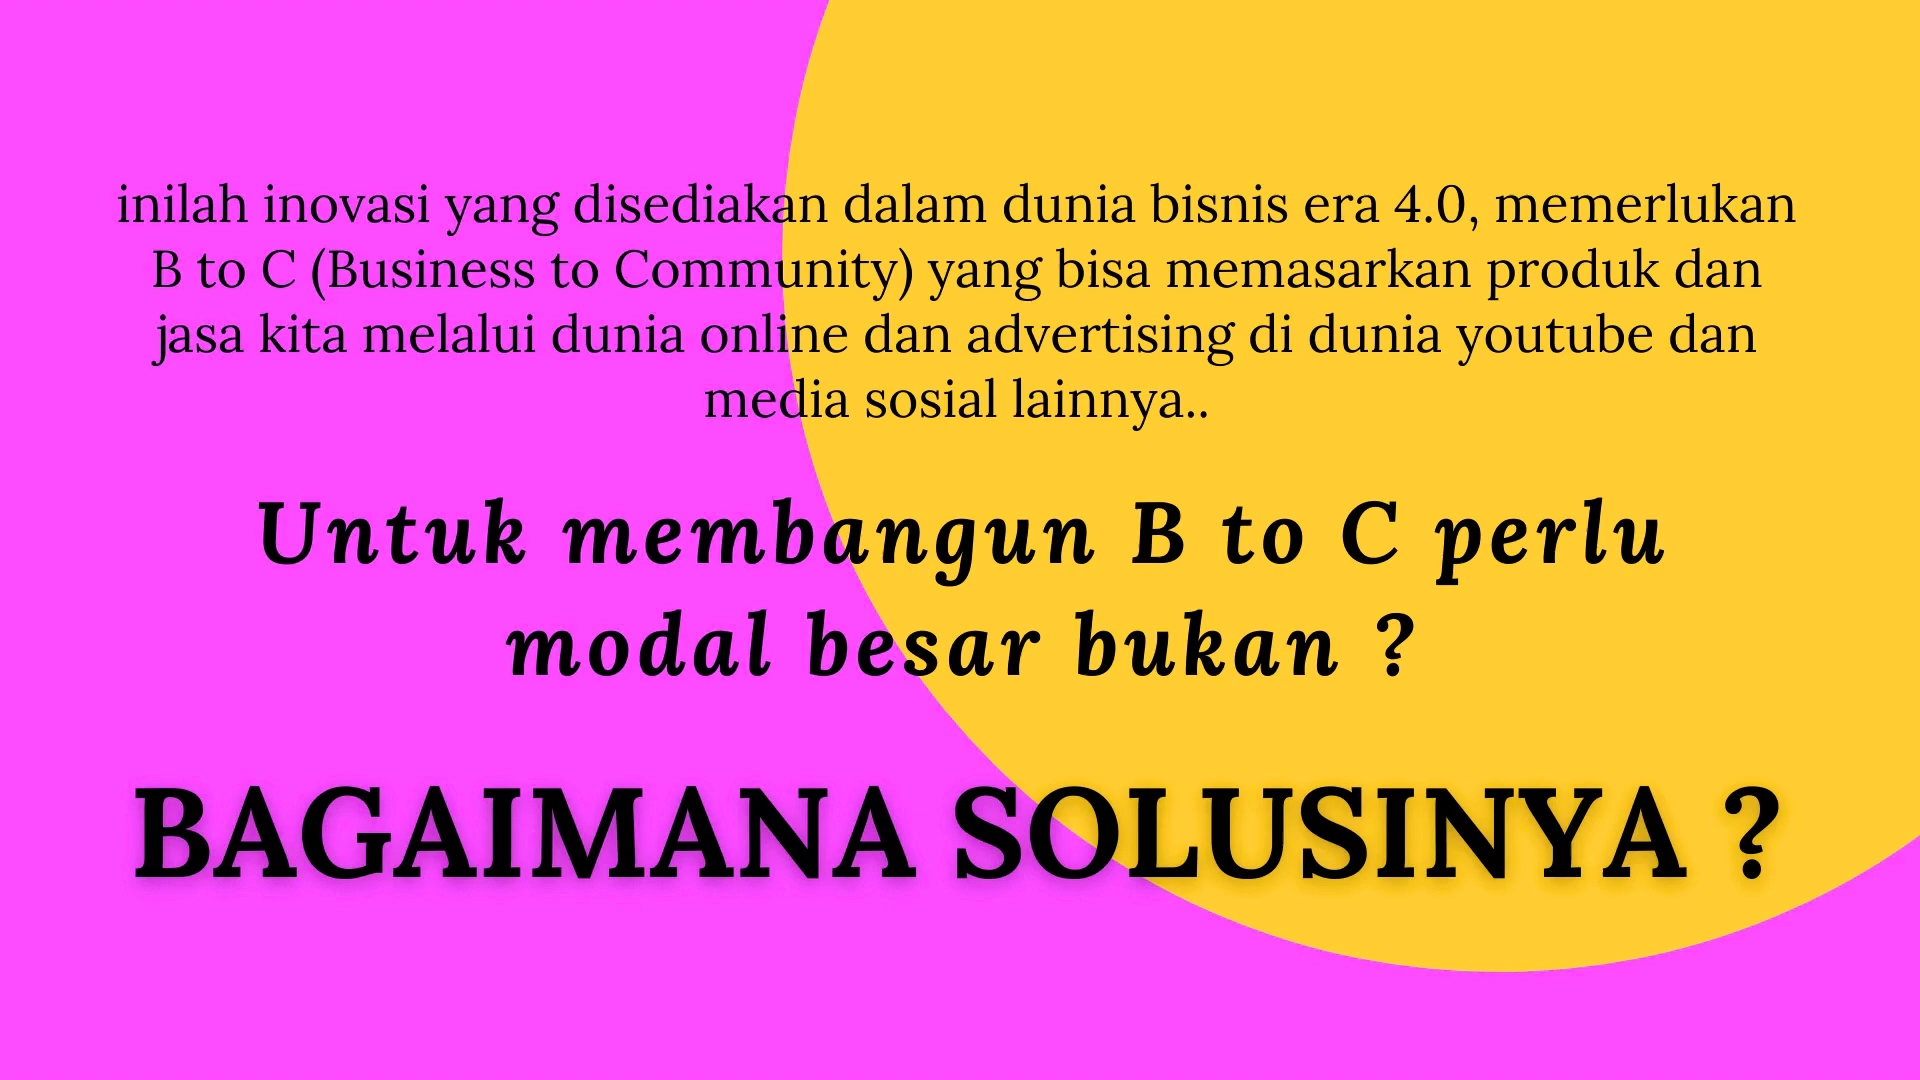 inilah inovasi yang disediakan dalam dunia bisnis era 4.0, memerlukan
B to C (Business to Community) yang bisa memasarkan produk dan
jasa kita melalui dunia online dan advertising di dunia youtube dan
media sosial lainnya..
Untuk membangun B to C perlu
modal besar bukan ?
BAGAIMANA SOLUSINYA ?